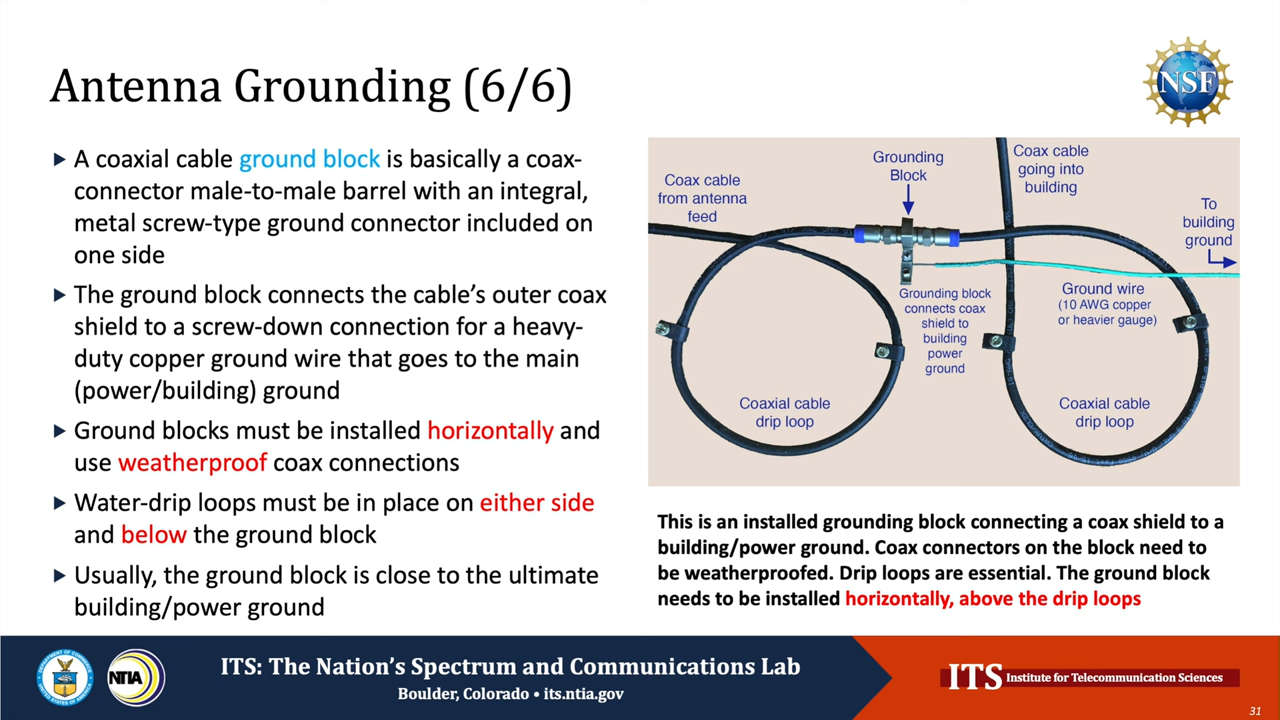 Antenna Grounding (6/6)
NSF
▶ A coaxial cable ground block is basically a coax-
connector male-to-male barrel with an integral,
metal screw-type ground connector included on
one side
▶ The ground block connects the cable's outer coax
shield to a screw-down connection for a heavy-
duty copper ground wire that goes to the main
(power/building) ground
▶ Ground blocks must be installed horizontally and
use weatherproof coax connections
▶ Water-drip loops must be in place on either side
and below the ground block
▶ Usually, the ground block is close to the ultimate
building/power ground
Coax cable
from antenna
feed
Grounding
Block
Coax cable
going into
building
To
building
ground
Grounding block
connects coax
shield to
building
power
ground
Ground wire
(10 AWG copper
or heavier gauge)
Coaxial cable
drip loop
Coaxial cable
drip loop
This is an installed grounding block connecting a coax shield to a
building/power ground. Coax connectors on the block need to
be weatherproofed. Drip loops are essential. The ground block
needs to be installed horizontally, above the drip loops
NTIA
ITS: The Nation's Spectrum and Communications Lab
Boulder, Colorado • its.ntia.gov
ITS Institute for Telecommunication Sciences
31